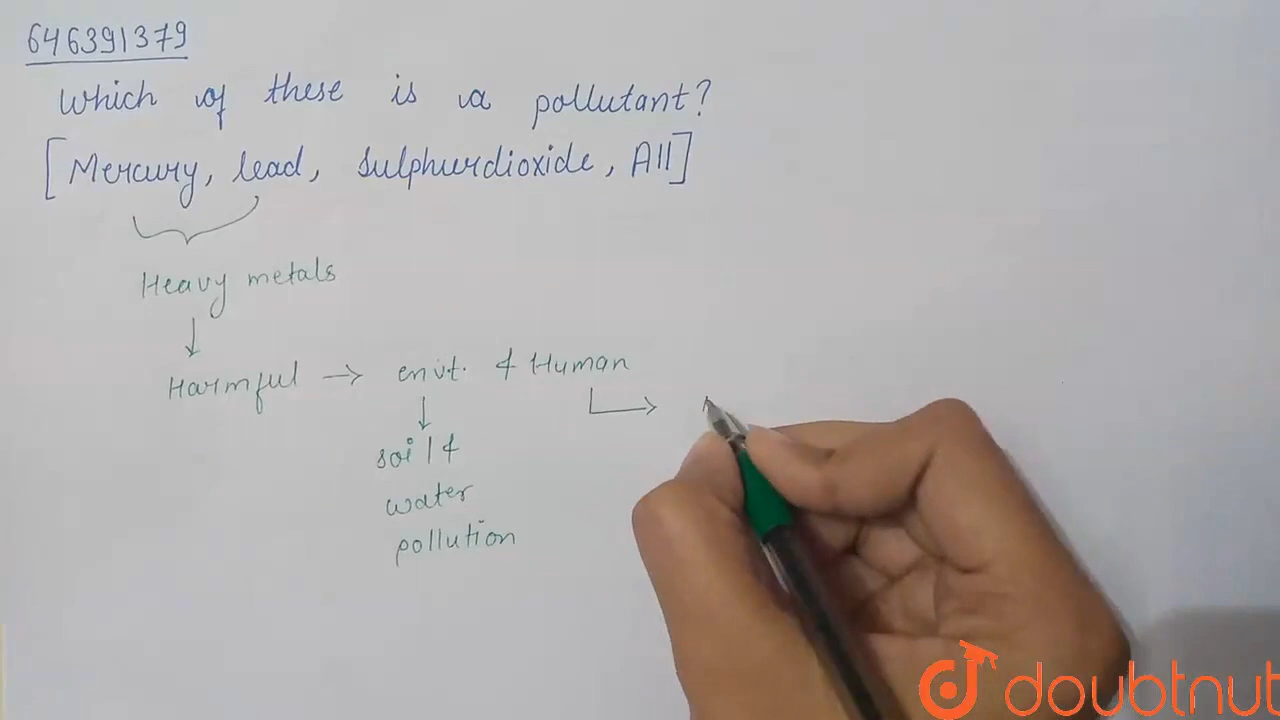 646391379
Which of these is a pollutant?
[Mercury, lead, Sulphurdioxide, All]
Heavy metals
Harmful → envt. & Human
soil &
water
pollution
doubtnut